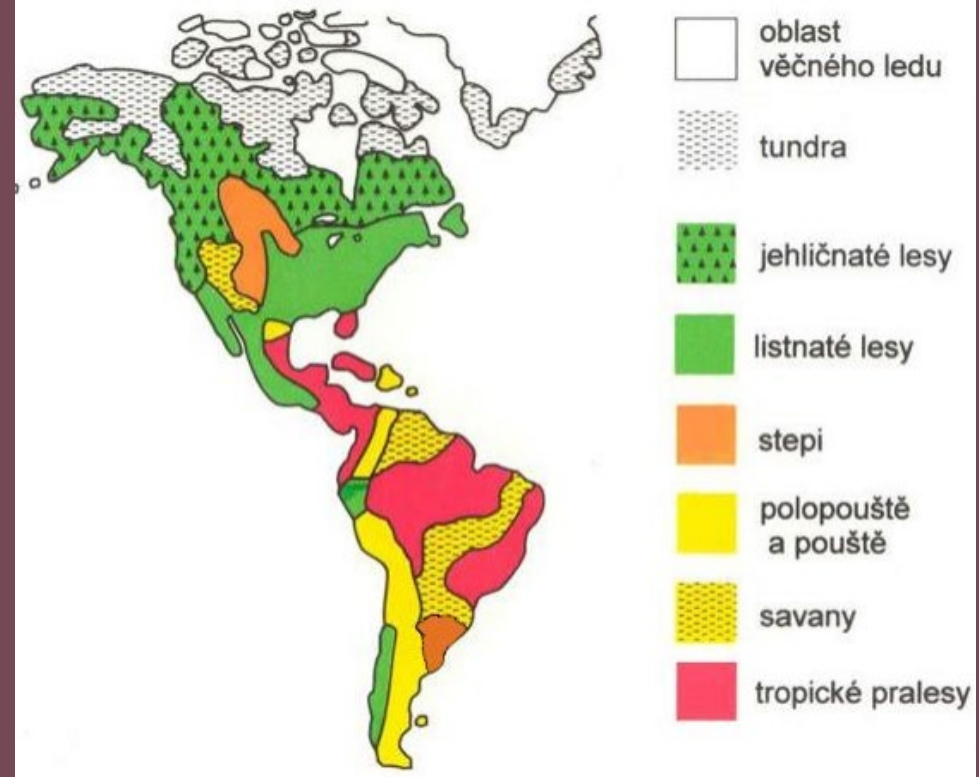 oblast
věčného ledu
tundra
jehličnaté lesy
listnaté lesy
stepi
polopouště
a pouště
savany
tropické pralesy